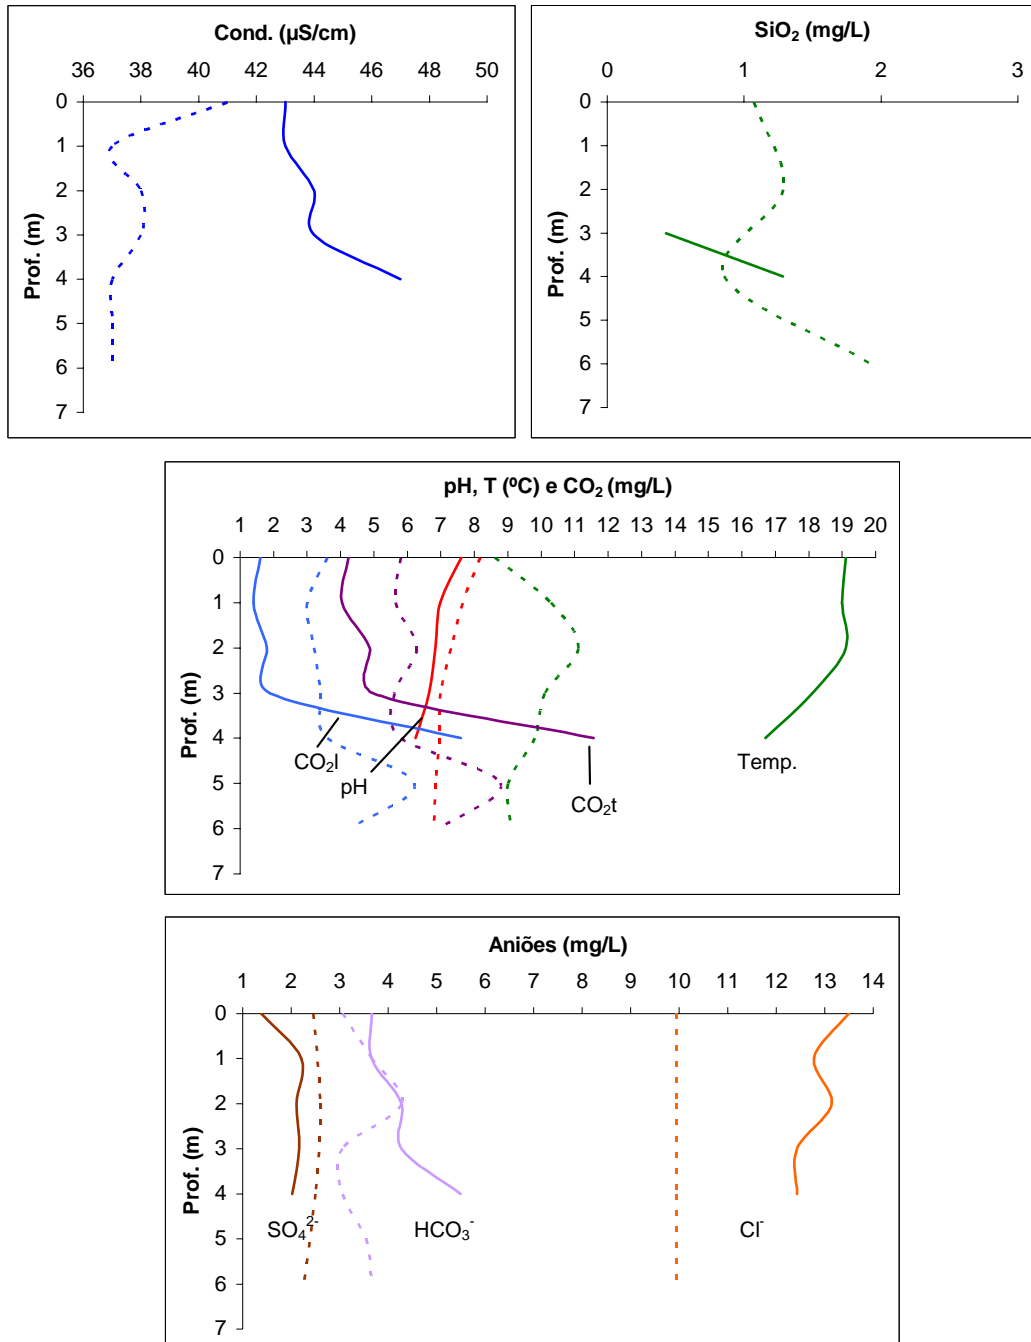 Cond. (µS/cm)
36 38 40 42 44 46 48 50
Prof. (m)
0
1
2
3
4
5
6
7
SiO₂ (mg/L)
0 1 2 3
Prof. (m)
0
1
2
3
4
5
6
7
pH, T (ºC) e CO₂ (mg/L)
1 2 3 4 5 6 7 8 9 10 11 12 13 14 15 16 17 18 19 20
Prof. (m)
0
1
2
3
4
5
6
7
CO₂l
pH
CO₂t
Temp.
Aniões (mg/L)
1 2 3 4 5 6 7 8 9 10 11 12 13 14
Prof. (m)
0
1
2
3
4
5
6
7
SO₄²⁻
HCO₃⁻
Cl⁻